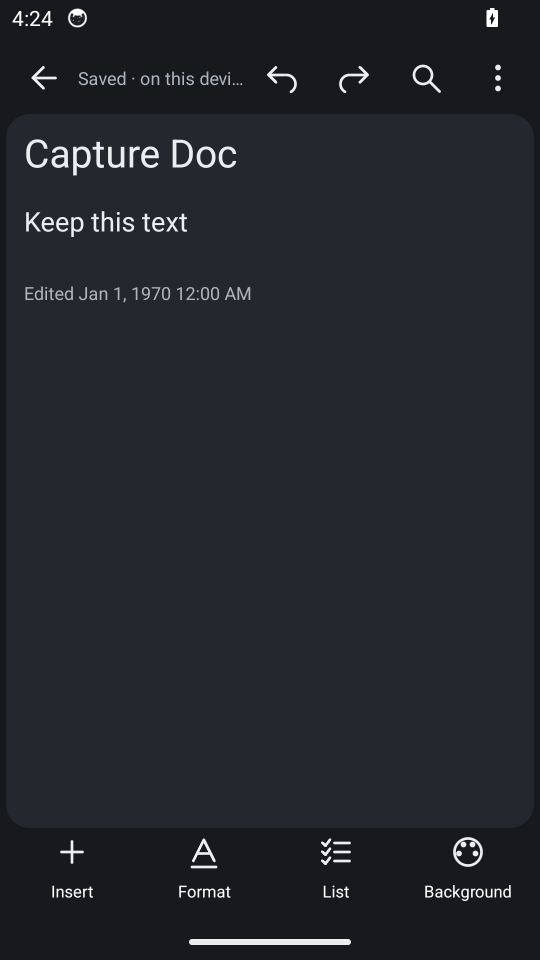 4:24
Saved · on this devi…
Capture Doc
Keep this text
Edited Jan 1, 1970 12:00 AM
Insert
Format
List
Background